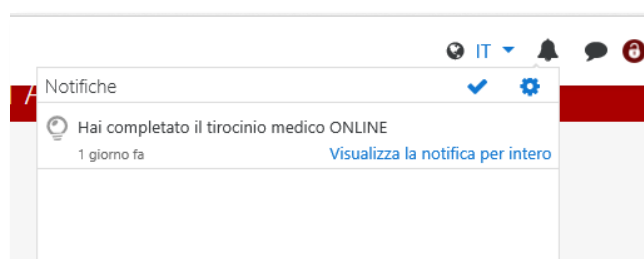 IT
Notifiche
Hai completato il tirocinio medico ONLINE
1 giorno fa
Visualizza la notifica per intero